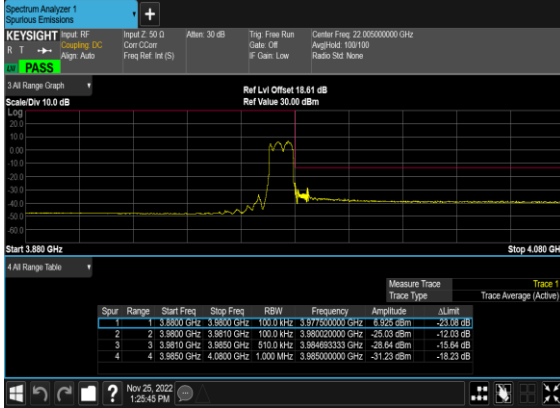 Spectrum Analyzer 1
Spurious Emissions
+
KEYSIGHT Input: RF Input Z: 50 Ω Atten: 30 dB Trig: Free Run Center Freq: 22.005000000 GHz
R T Coupling: DC Corr CCorr Gate: Off Avg|Hold: 100/100
Align: Auto Freq Ref: Int (S) IF Gain: Low Radio Std: None
LXI PASS
3 All Range Graph
Ref Lvl Offset 18.61 dB
Scale/Div 10.0 dB Ref Value 30.00 dBm
Log
20.0
10.0
0.00
-10.0
-20.0
-30.0
-40.0
-50.0
-60.0
Start 3.880 GHz Stop 4.080 GH
4 All Range Table
Measure Trace Trace 1
Trace Type Trace Average (Active)
Spur Range Start Freq Stop Freq RBW Frequency Amplitude ΔLimit
1 1 3.8800 GHz 3.9800 GHz 100.0 kHz 3.977500000 GHz 6.925 dBm -23.08 dB
2 2 3.9800 GHz 3.9810 GHz 100.0 kHz 3.980020000 GHz -25.03 dBm -12.03 dB
3 3 3.9810 GHz 3.9850 GHz 510.0 kHz 3.984693333 GHz -28.64 dBm -15.64 dB
4 4 3.9850 GHz 4.0800 GHz 1.000 MHz 3.985000000 GHz -31.23 dBm -18.23 dB
? Nov 25, 2022
1:25:45 PM